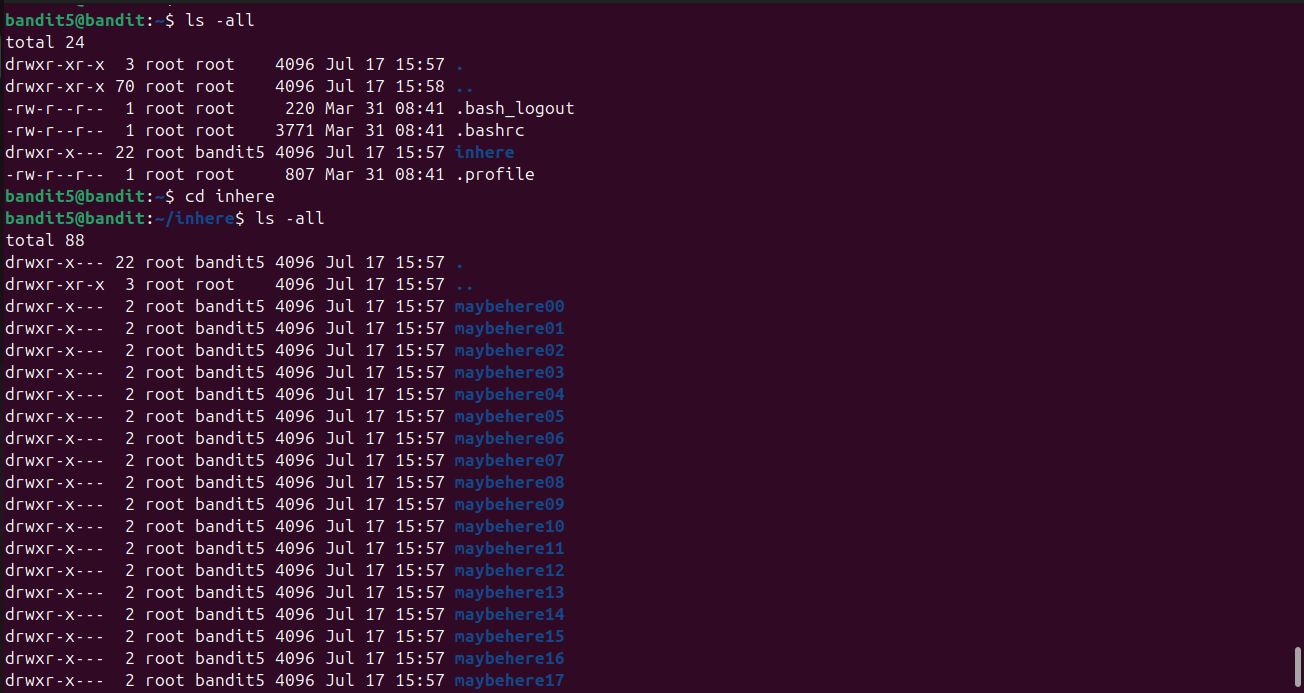 bandit5@bandit:~$ ls -all
total 24
drwxr-xr-x  3 root root    4096 Jul 17 15:57 .
drwxr-xr-x 70 root root    4096 Jul 17 15:58 ..
-rw-r--r--  1 root root     220 Mar 31 08:41 .bash_logout
-rw-r--r--  1 root root    3771 Mar 31 08:41 .bashrc
drwxr-x--- 22 root bandit5 4096 Jul 17 15:57 inhere
-rw-r--r--  1 root root     807 Mar 31 08:41 .profile
bandit5@bandit:~$ cd inhere
bandit5@bandit:~/inhere$ ls -all
total 88
drwxr-x--- 22 root bandit5 4096 Jul 17 15:57 .
drwxr-xr-x  3 root root    4096 Jul 17 15:57 ..
drwxr-x---  2 root bandit5 4096 Jul 17 15:57 maybehere00
drwxr-x---  2 root bandit5 4096 Jul 17 15:57 maybehere01
drwxr-x---  2 root bandit5 4096 Jul 17 15:57 maybehere02
drwxr-x---  2 root bandit5 4096 Jul 17 15:57 maybehere03
drwxr-x---  2 root bandit5 4096 Jul 17 15:57 maybehere04
drwxr-x---  2 root bandit5 4096 Jul 17 15:57 maybehere05
drwxr-x---  2 root bandit5 4096 Jul 17 15:57 maybehere06
drwxr-x---  2 root bandit5 4096 Jul 17 15:57 maybehere07
drwxr-x---  2 root bandit5 4096 Jul 17 15:57 maybehere08
drwxr-x---  2 root bandit5 4096 Jul 17 15:57 maybehere09
drwxr-x---  2 root bandit5 4096 Jul 17 15:57 maybehere10
drwxr-x---  2 root bandit5 4096 Jul 17 15:57 maybehere11
drwxr-x---  2 root bandit5 4096 Jul 17 15:57 maybehere12
drwxr-x---  2 root bandit5 4096 Jul 17 15:57 maybehere13
drwxr-x---  2 root bandit5 4096 Jul 17 15:57 maybehere14
drwxr-x---  2 root bandit5 4096 Jul 17 15:57 maybehere15
drwxr-x---  2 root bandit5 4096 Jul 17 15:57 maybehere16
drwxr-x---  2 root bandit5 4096 Jul 17 15:57 maybehere17